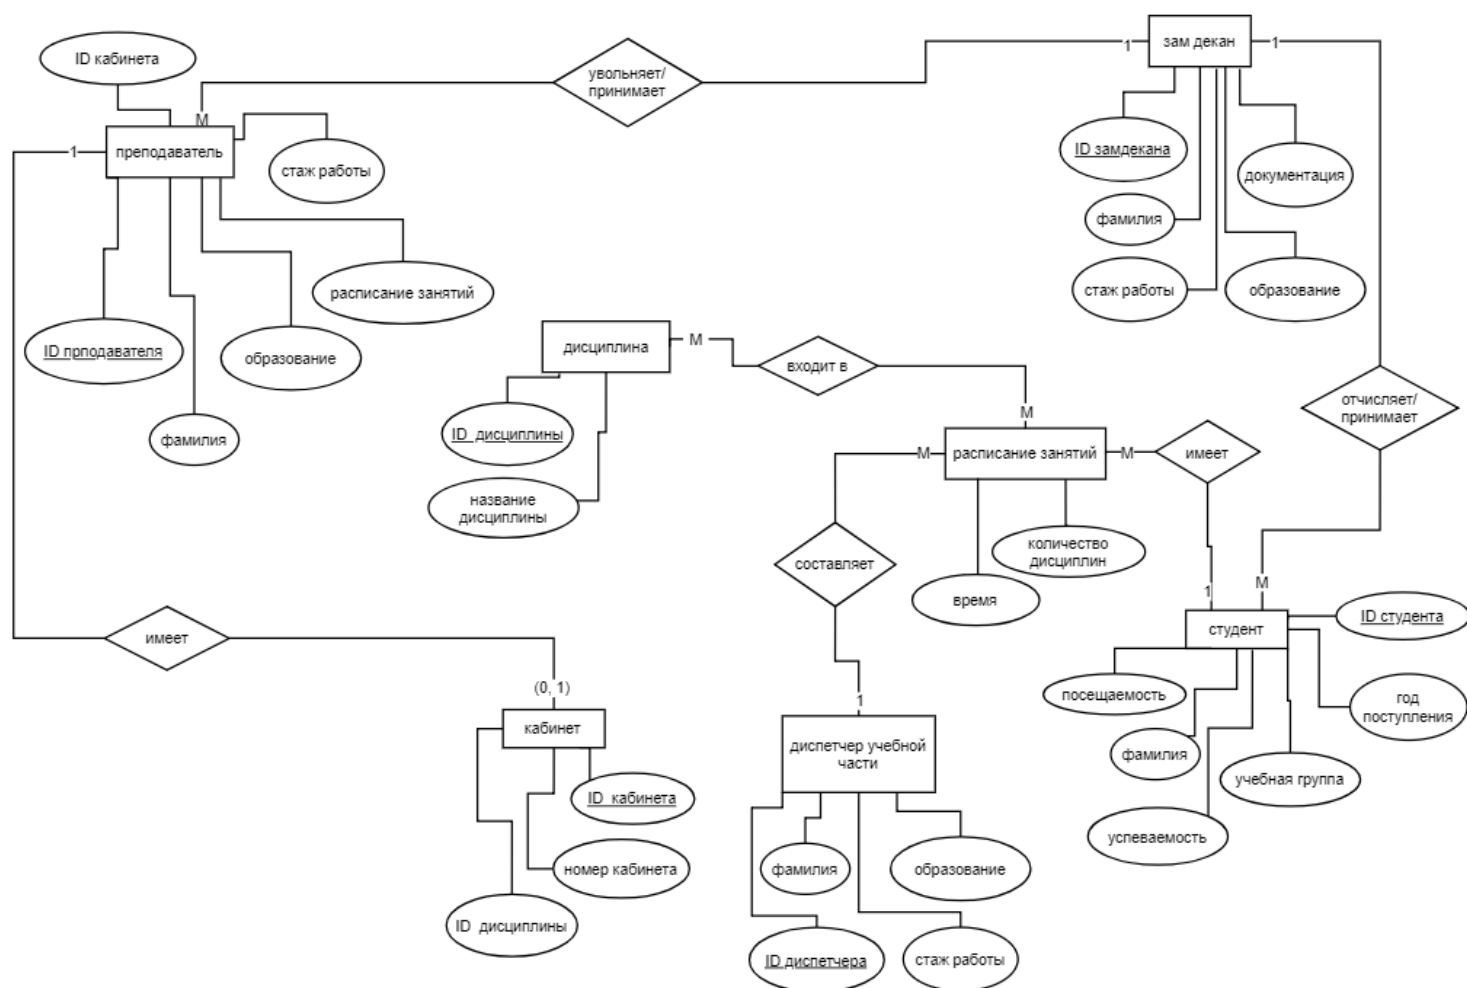 зам декан
1
1
увольняет/
принимает
ID кабинета
М
преподаватель
1
стаж работы
ID замдекана
документация
фамилия
стаж работы
образование
расписание занятий
ID прподавателя
образование
фамилия
дисциплина
М
входит в
М
ID дисциплины
название
дисциплины
отчисляет/
принимает
М
расписание занятий
М
имеет
количество
дисциплин
время
составляет
1
М
1
студент
ID студента
посещаемость
год
поступления
фамилия
учебная группа
успеваемость
имеет
(0, 1)
кабинет
ID кабинета
номер кабинета
ID дисциплины
диспетчер учебной
части
фамилия
образование
ID диспетчера
стаж работы